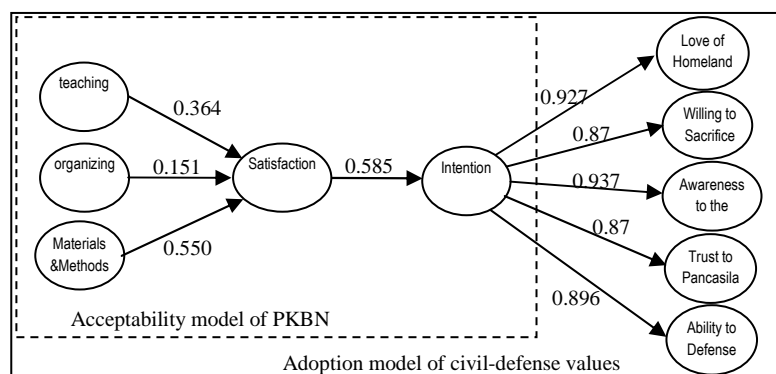 teaching
0.364
organizing
0.151
Materials
&Methods
0.550
Satisfaction
0.585
Intention
0.927
Love of
Homeland
0.87
Willing to
Sacrifice
0.937
Awareness
to the
0.87
Trust to
Pancasila
0.896
Ability to
Defense
Acceptability model of PKBN
Adoption model of civil-defense values